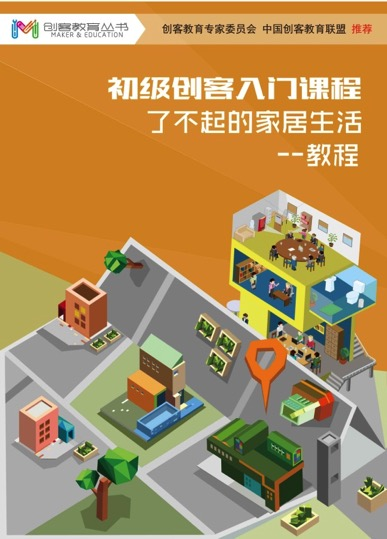 创客教育丛书
MAKER & EDUCATION
创客教育专家委员会 中国创客教育联盟 推荐
初级创客入门课程
了不起的家居生活
--教程